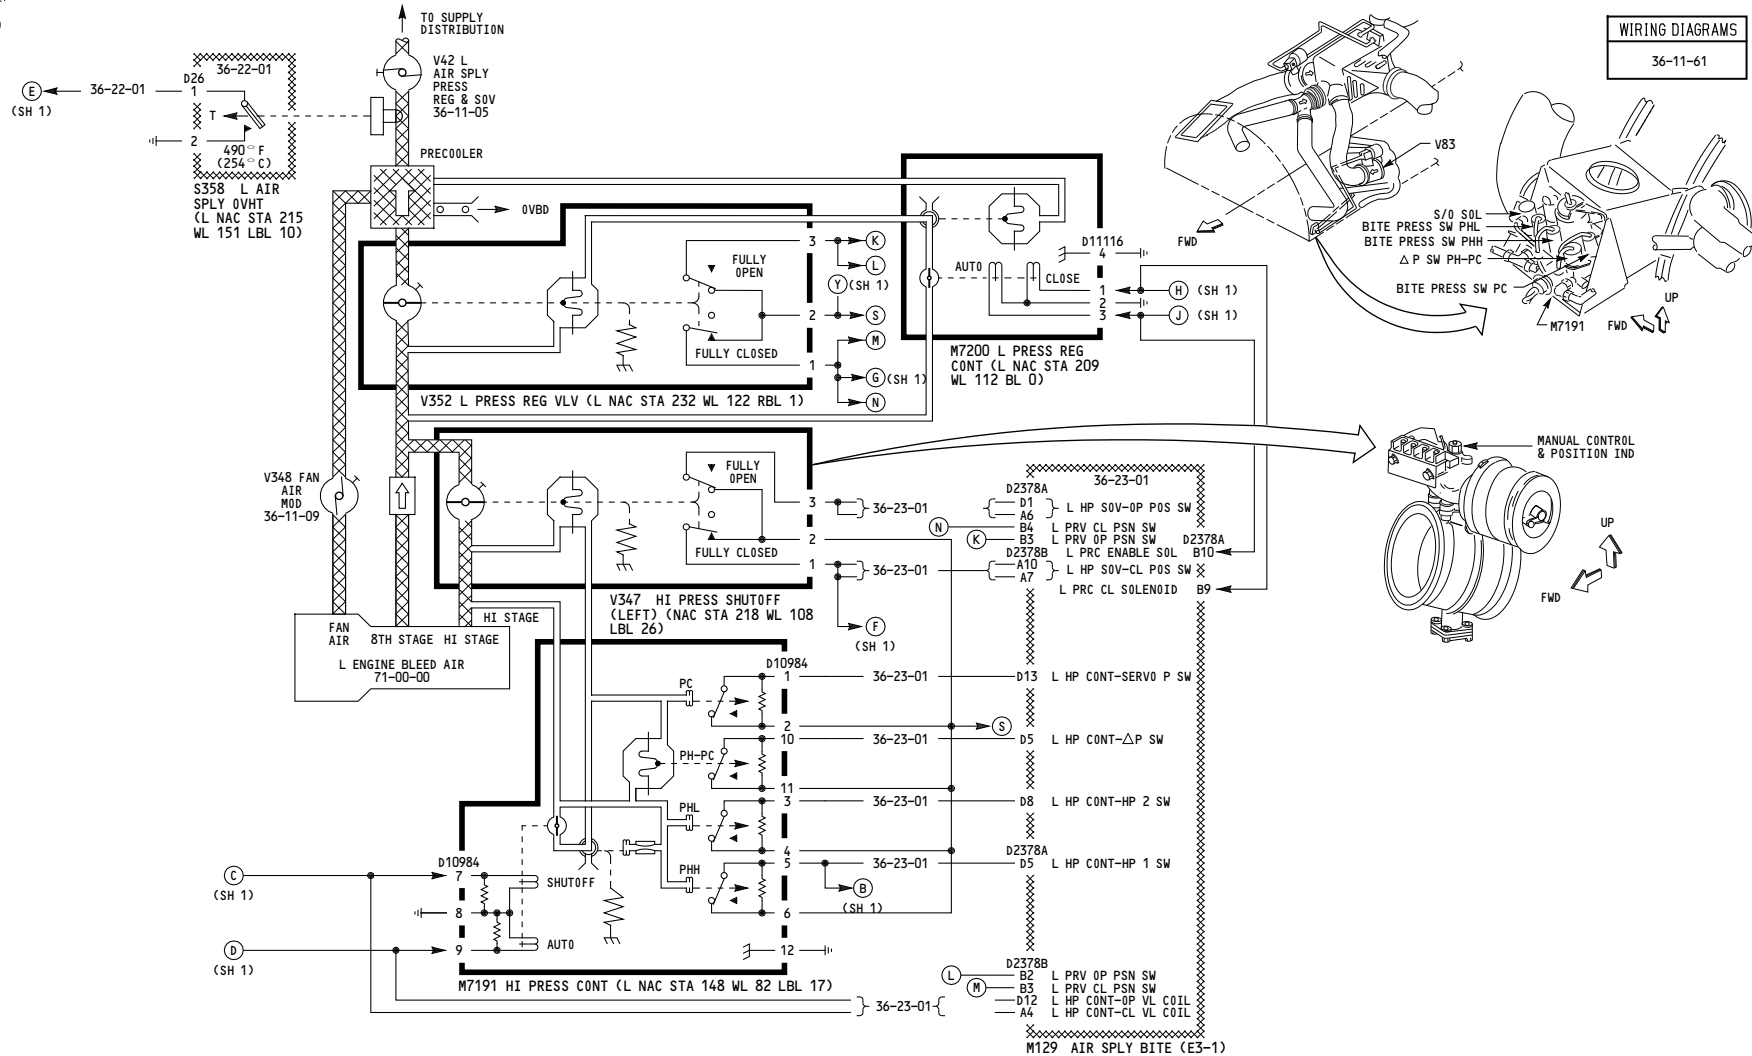 TO SUPPLY
DISTRIBUTION
WIRING DIAGRAMS
36-11-61
V42 L
AIR SPLY
PRESS
REG & SOV
36-11-05
36-22-01
D26
E
36-22-01
1
(SH 1)
T
2
490°F
(254°C)
S358 L AIR
SPLY OVHT
(L NAC STA 215
WL 151 LBL 10)
PRECOOLER
OVBD
3
K
FULLY
OPEN
L
Y
(SH 1)
2
S
M
FULLY CLOSED
1
G
(SH 1)
N
V352 L PRESS REG VLV (L NAC STA 232 WL 122 RBL 1)
D11116
4
AUTO
CLOSE
1
H
(SH 1)
2
3
J
(SH 1)
M7200 L PRESS REG
CONT (L NAC STA 209
WL 112 BL 0)
V83
FWD
S/O SOL
BITE PRESS SW PHL
BITE PRESS SW PHH
△P SW PH-PC
BITE PRESS SW PC
M7191
UP
FWD
MANUAL CONTROL
& POSITION IND
UP
FWD
V348 FAN
AIR
MOD
36-11-09
FULLY
OPEN
3
36-23-01
2
FULLY CLOSED
1
36-23-01
F
(SH 1)
V347 HI PRESS SHUTOFF
(LEFT) (NAC STA 218 WL 108
LBL 26)
FAN
AIR
8TH STAGE
HI STAGE
HI STAGE
L ENGINE BLEED AIR
71-00-00
36-23-01
D2378A
D1
A6
L HP SOV-OP POS SW
N
B4 L PRV CL PSN SW
K
B3 L PRV OP PSN SW
D2378A
D2378B
L PRC ENABLE SOL B10
A10
A7
L HP SOV-CL POS SW
L PRC CL SOLENOID B9
D10984
PC
1
36-23-01
D13 L HP CONT-SERVO P SW
2
S
10
36-23-01
D5 L HP CONT-△P SW
PH-PC
11
3
36-23-01
D8 L HP CONT-HP 2 SW
PHL
4
D2378A
5
36-23-01
D5 L HP CONT-HP 1 SW
PHH
B
(SH 1)
6
D10984
C
7
SHUTOFF
(SH 1)
8
D
9
AUTO
(SH 1)
12
M7191 HI PRESS CONT (L NAC STA 148 WL 82 LBL 17)
D2378B
L
B2 L PRV OP PSN SW
M
B3 L PRV CL PSN SW
36-23-01
D12 L HP CONT-OP VL COIL
A4 L HP CONT-CL VL COIL
M129 AIR SPLY BITE (E3-1)